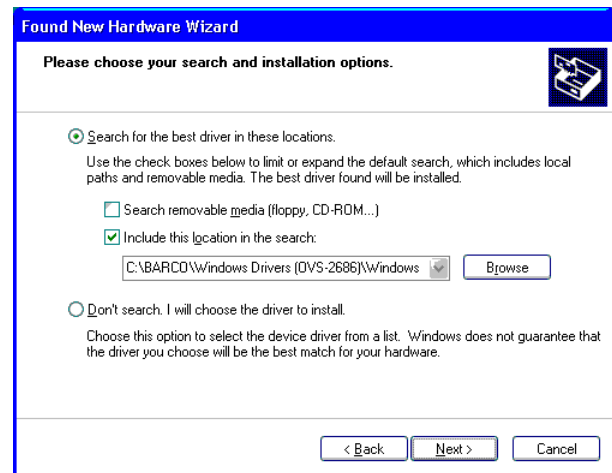 Found New Hardware Wizard
Please choose your search and installation options.
Search for the best driver in these locations.
Use the check boxes below to limit or expand the default search, which includes local
paths and removable media. The best driver found will be installed.
Search removable media (floppy, CD-ROM...)
Include this location in the search:
C:\BARCO\Windows Drivers (OVS-2686)\Windows
Browse
Don't search. I will choose the driver to install.
Choose this option to select the device driver from a list. Windows does not guarantee that
the driver you choose will be the best match for your hardware.
< Back
Next >
Cancel